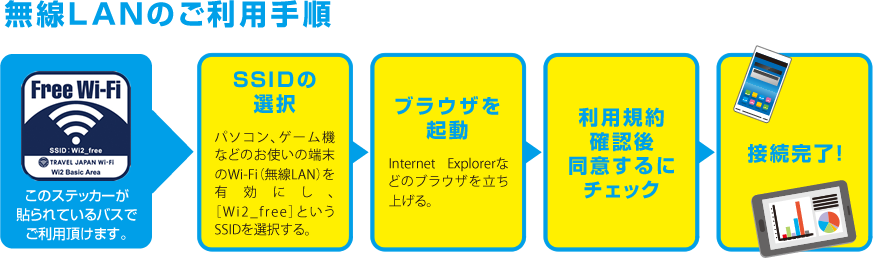 無線LANのご利用手順
Free Wi-Fi
SSID:Wi2_free
TRAVEL JAPAN Wi-Fi
Wi2 Basic Area
このステッカーが
貼られているバスで
ご利用頂けます。
SSIDの
選択
パソコン、ゲーム機
などのお使いの端末
のWi-Fi(無線LAN)を
有効にし、
[Wi2_free]という
SSIDを選択する。
ブラウザを
起動
Internet Explorerな
どのブラウザを立ち
上げる。
利用規約
確認後
同意するに
チェック
接続完了!